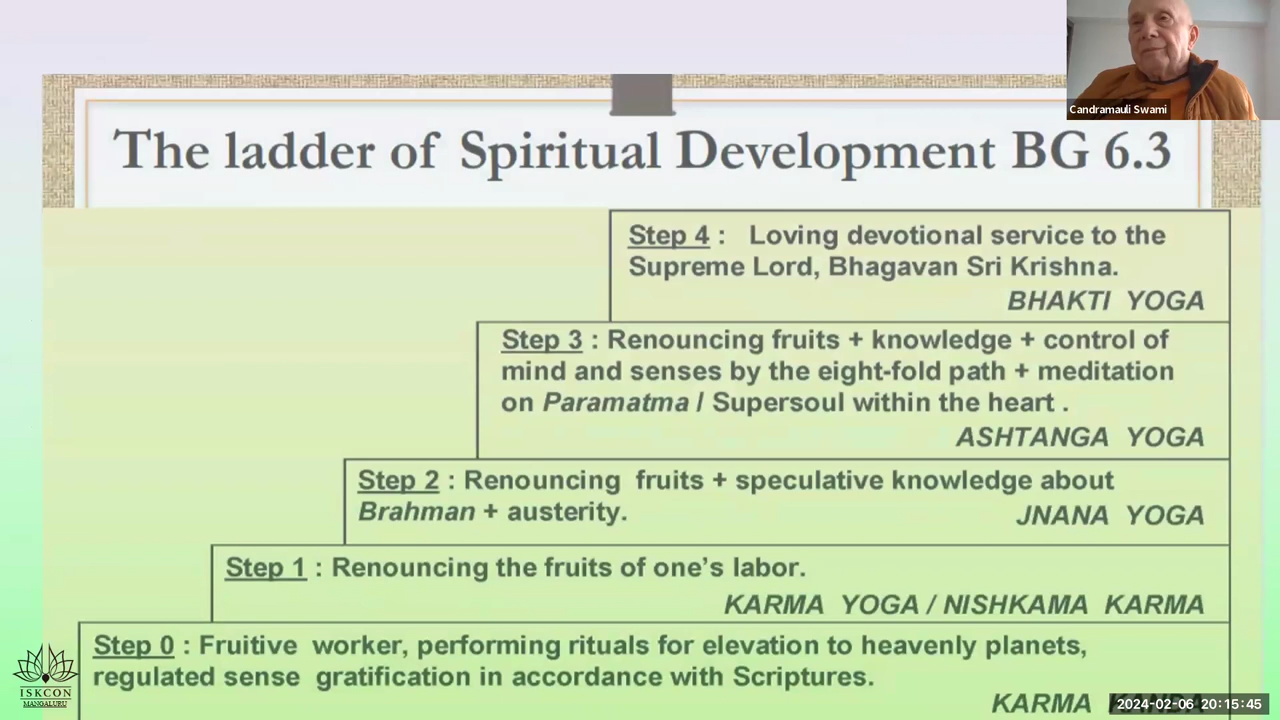 Candramauli Swami
The ladder of Spiritual Development BG 6.3
Step 4 : Loving devotional service to the
Supreme Lord, Bhagavan Sri Krishna.
BHAKTI YOGA
Step 3 : Renouncing fruits + knowledge + control of
mind and senses by the eight-fold path + meditation
on Paramatma / Supersoul within the heart .
ASHTANGA YOGA
Step 2 : Renouncing fruits + speculative knowledge about
Brahman + austerity.
JNANA YOGA
Step 1 : Renouncing the fruits of one's labor.
KARMA YOGA / NISHKAMA KARMA
Step 0 : Fruitive worker, performing rituals for elevation to heavenly planets,
regulated sense gratification in accordance with Scriptures.
KARMA KANDA
ISKCON
MANGALURU
2024-02-06 20:15:45